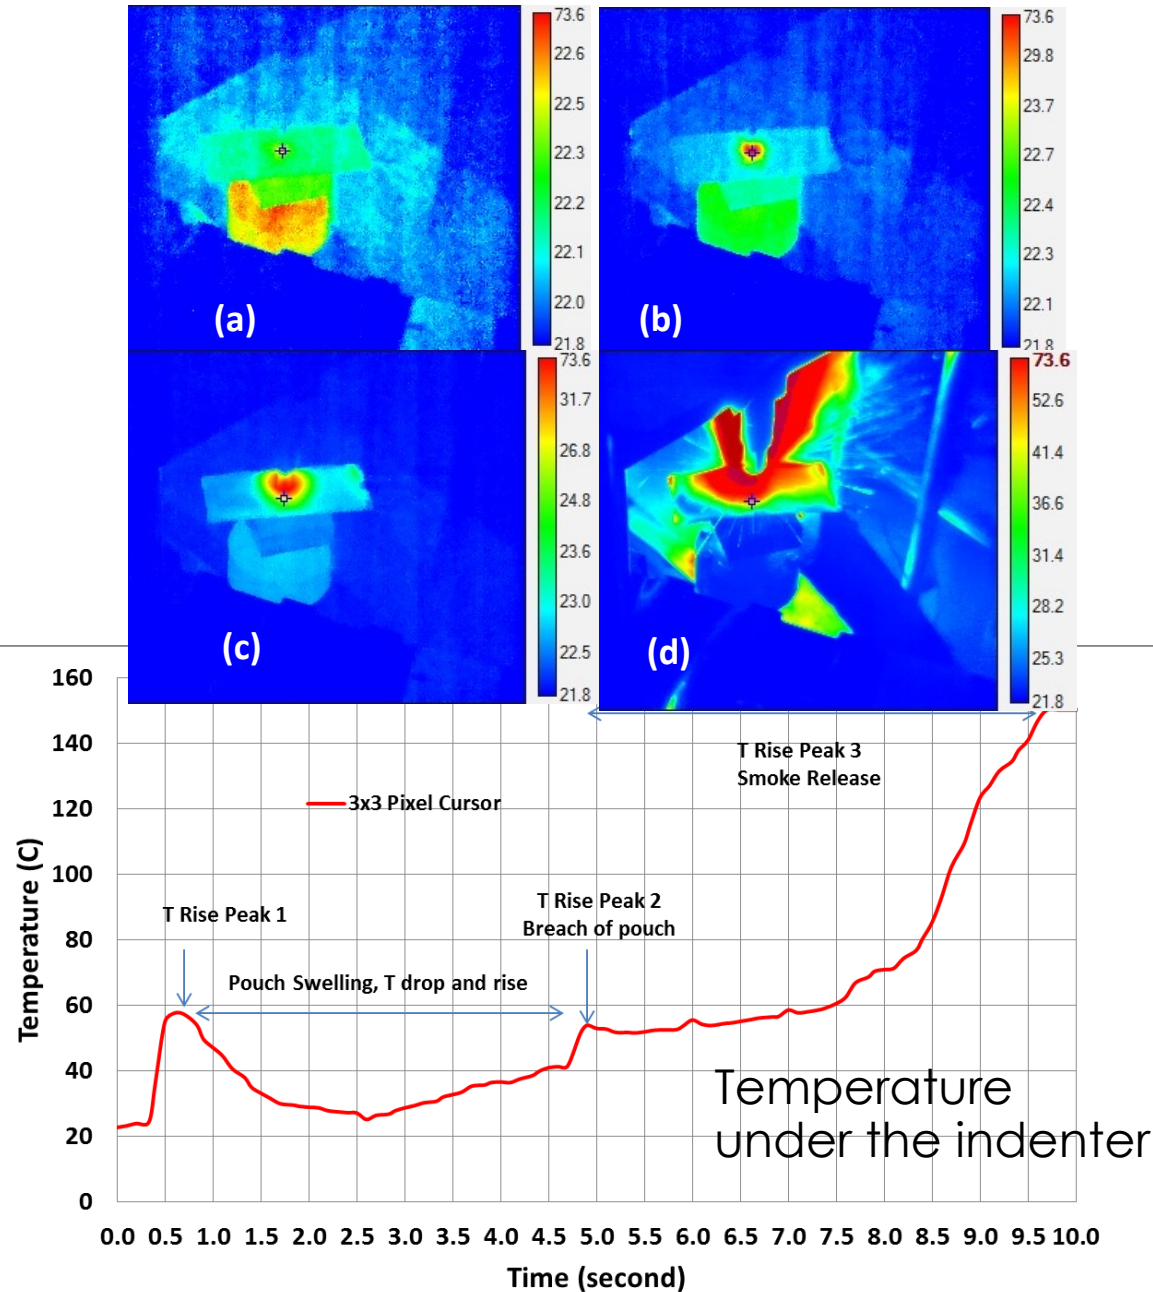 73.6
22.6
22.5
22.3
22.2
22.1
22.0
21.8
(a)
73.6
29.8
23.7
22.7
22.4
22.3
22.1
21.8
(b)
73.6
31.7
26.8
24.8
23.6
23.0
22.5
21.8
(c)
73.6
52.6
41.4
36.6
31.4
28.2
25.3
21.8
(d)
160
140
120
100
80
60
40
20
0
Temperature (C)
T Rise Peak 3
Smoke Release
3x3 Pixel Cursor
T Rise Peak 1
T Rise Peak 2
Breach of pouch
Pouch Swelling, T drop and rise
Temperature
under the indenter
0.0 0.5 1.0 1.5 2.0 2.5 3.0 3.5 4.0 4.5 5.0 5.5 6.0 6.5 7.0 7.5 8.0 8.5 9.0 9.5 10.0
Time (second)